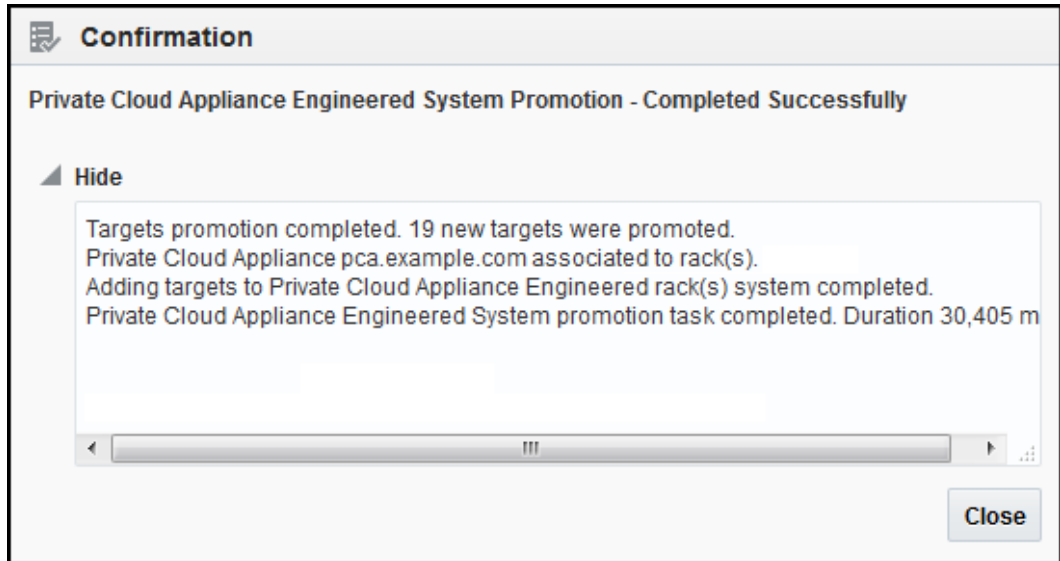 Confirmation
Private Cloud Appliance Engineered System Promotion - Completed Successfully
Hide
Targets promotion completed. 19 new targets were promoted.
Private Cloud Appliance pca.example.com associated to rack(s).
Adding targets to Private Cloud Appliance Engineered rack(s) system completed.
Private Cloud Appliance Engineered System promotion task completed. Duration 30,405 m
Close